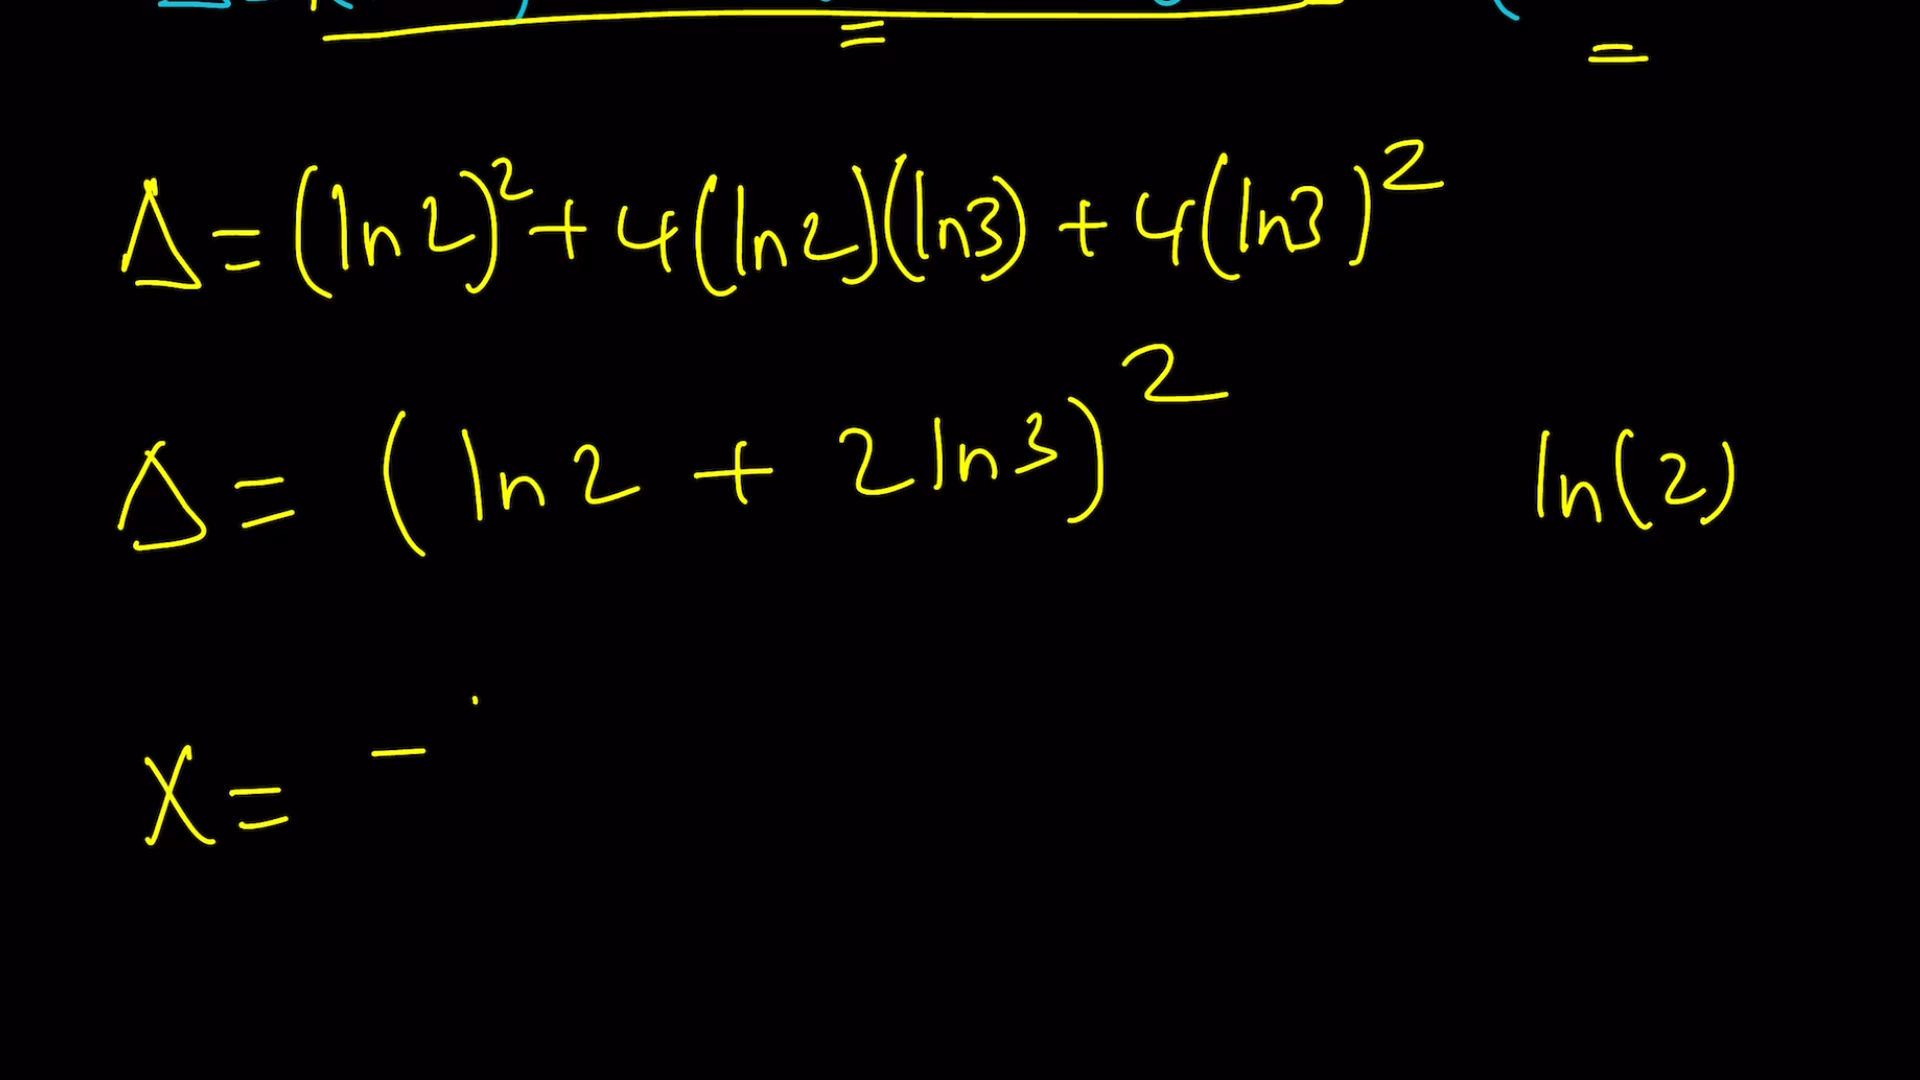 Δ = (ln2)² + 4(ln2)(ln3) + 4(ln3)²
Δ = (ln2 + 2ln3)²
ln(2)
X = −